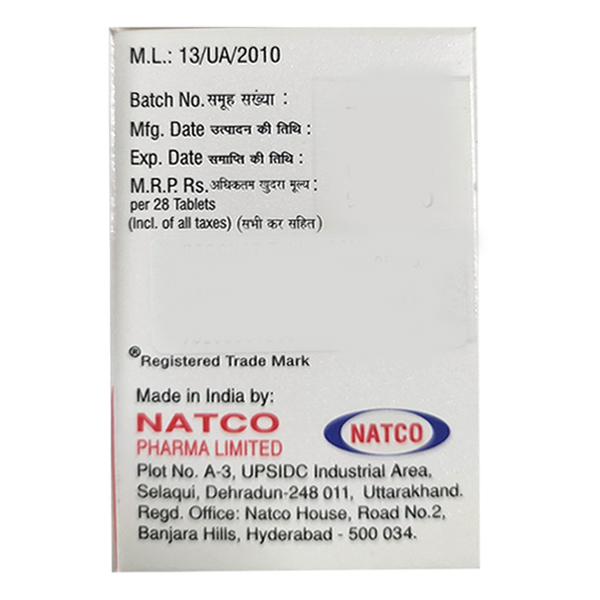 M.L.: 13/UA/2010
Batch No. समूह सख्या :
Mfg. Date उत्पादन की तिथि :
Exp. Date समाप्ति की तिथि :
M.R.P. Rs. अधिकतम खुदरा मूल्य :
per 28 Tablets
(Incl. of all taxes) (सभी कर सहित)
® Registered Trade Mark
Made in India by:
NATCO
PHARMA LIMITED
NATCO
Plot No. A-3, UPSIDC Industrial Area,
Selaqui, Dehradun-248 011, Uttarakhand.
Regd. Office: Natco House, Road No.2,
Banjara Hills, Hyderabad - 500 034.